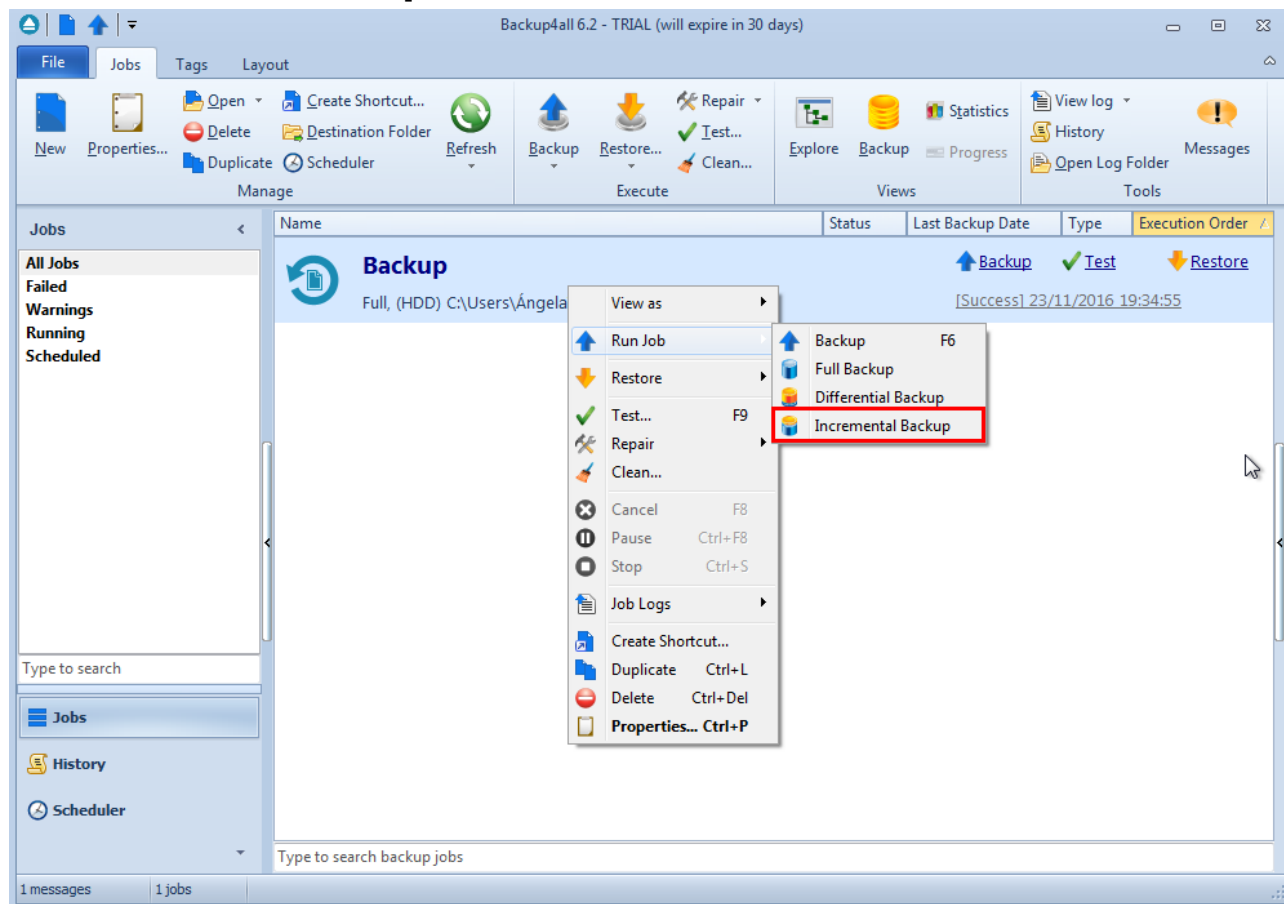 Backup4all 6.2 - TRIAL (will expire in 30 days)
File Jobs Tags Layout
New
Properties...
Open
Delete
Duplicate
Create Shortcut...
Destination Folder
Scheduler
Refresh
Manage
Backup
Restore...
Repair
Test...
Clean...
Execute
Explore
Backup
Statistics
Progress
Views
View log
History
Open Log Folder
Messages
Tools
Jobs
All Jobs
Failed
Warnings
Running
Scheduled
Type to search
Jobs
History
Scheduler
Name Status Last Backup Date Type Execution Order
Backup
Backup Test Restore
Full, (HDD) C:\Users\Ángela
[Success] 23/11/2016 19:34:55
View as
Run Job
Restore
Test... F9
Repair
Clean...
Cancel F8
Pause Ctrl+F8
Stop Ctrl+S
Job Logs
Create Shortcut...
Duplicate Ctrl+L
Delete Ctrl+Del
Properties... Ctrl+P
Backup F6
Full Backup
Differential Backup
Incremental Backup
Type to search backup jobs
1 messages 1 jobs